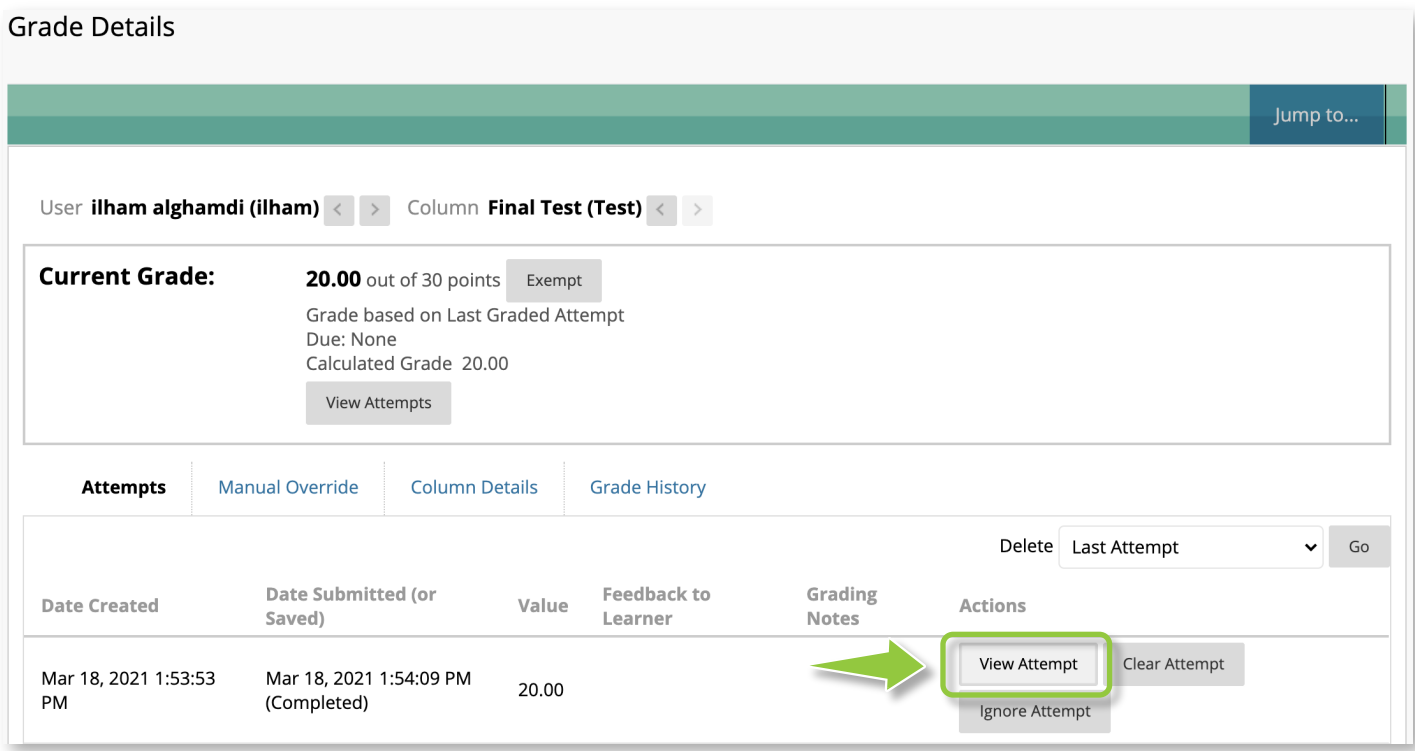 Grade Details
Jump to...
User ilham alghamdi (ilham) < > Column Final Test (Test) < >
Current Grade: 20.00 out of 30 points Exempt
Grade based on Last Graded Attempt
Due: None
Calculated Grade 20.00
View Attempts
Attempts Manual Override Column Details Grade History
Delete Last Attempt Go
Date Created Date Submitted (or Saved) Value Feedback to Learner Grading Notes Actions
Mar 18, 2021 1:53:53 PM Mar 18, 2021 1:54:09 PM (Completed) 20.00 View Attempt Clear Attempt
Ignore Attempt